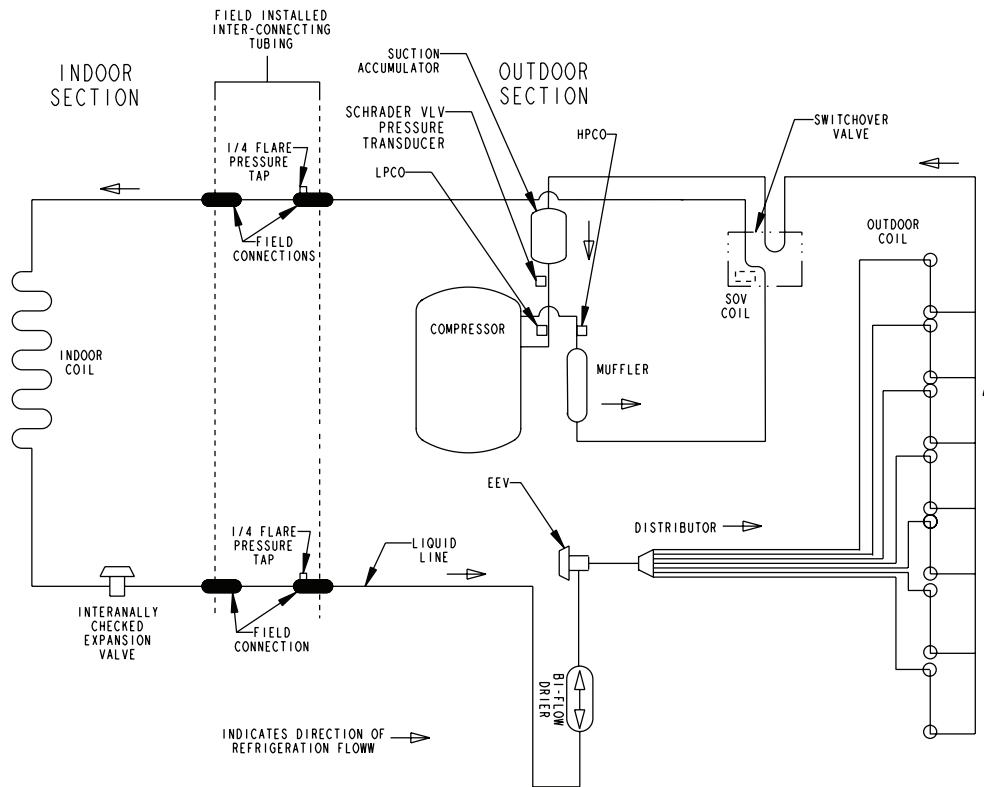 FIELD INSTALLED
INTER-CONNECTING
TUBING
INDOOR
SECTION
SUCTION
ACCUMULATOR
OUTDOOR
SECTION
SCHRADER VLV
PRESSURE
TRANSDUCER
HPCO
SWITCHOVER
VALVE
1/4 FLARE
PRESSURE
TAP
LPCO
FIELD
CONNECTIONS
OUTDOOR
COIL
SOV
COIL
COMPRESSOR
INDOOR
COIL
MUFFLER
EEV
1/4 FLARE
PRESSURE
TAP
LIQUID
LINE
DISTRIBUTOR
INTERANALLY
CHECKED
EXPANSION
VALVE
FIELD
CONNECTION
BI-FLOW
DRIER
INDICATES DIRECTION OF
REFRIGERATION FLOWW